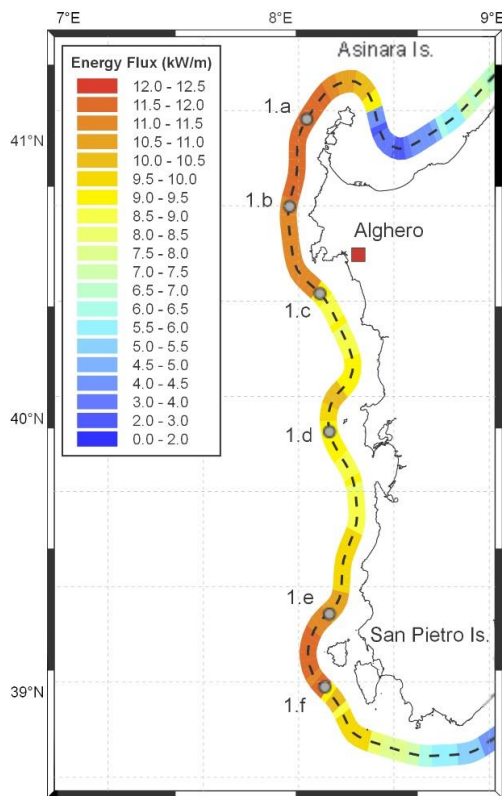 7°E
8°E
9°E
Asinara Is.
Energy Flux (kW/m)
12.0 - 12.5
11.5 - 12.0
11.0 - 11.5
10.5 - 11.0
10.0 - 10.5
9.5 - 10.0
9.0 - 9.5
8.5 - 9.0
8.0 - 8.5
7.5 - 8.0
7.0 - 7.5
6.5 - 7.0
6.0 - 6.5
5.5 - 6.0
5.0 - 5.5
4.5 - 5.0
4.0 - 4.5
3.0 - 4.0
2.0 - 3.0
0.0 - 2.0
1.a
41°N
1.b
Alghero
1.c
40°N
1.d
1.e
San Pietro Is.
39°N
1.f